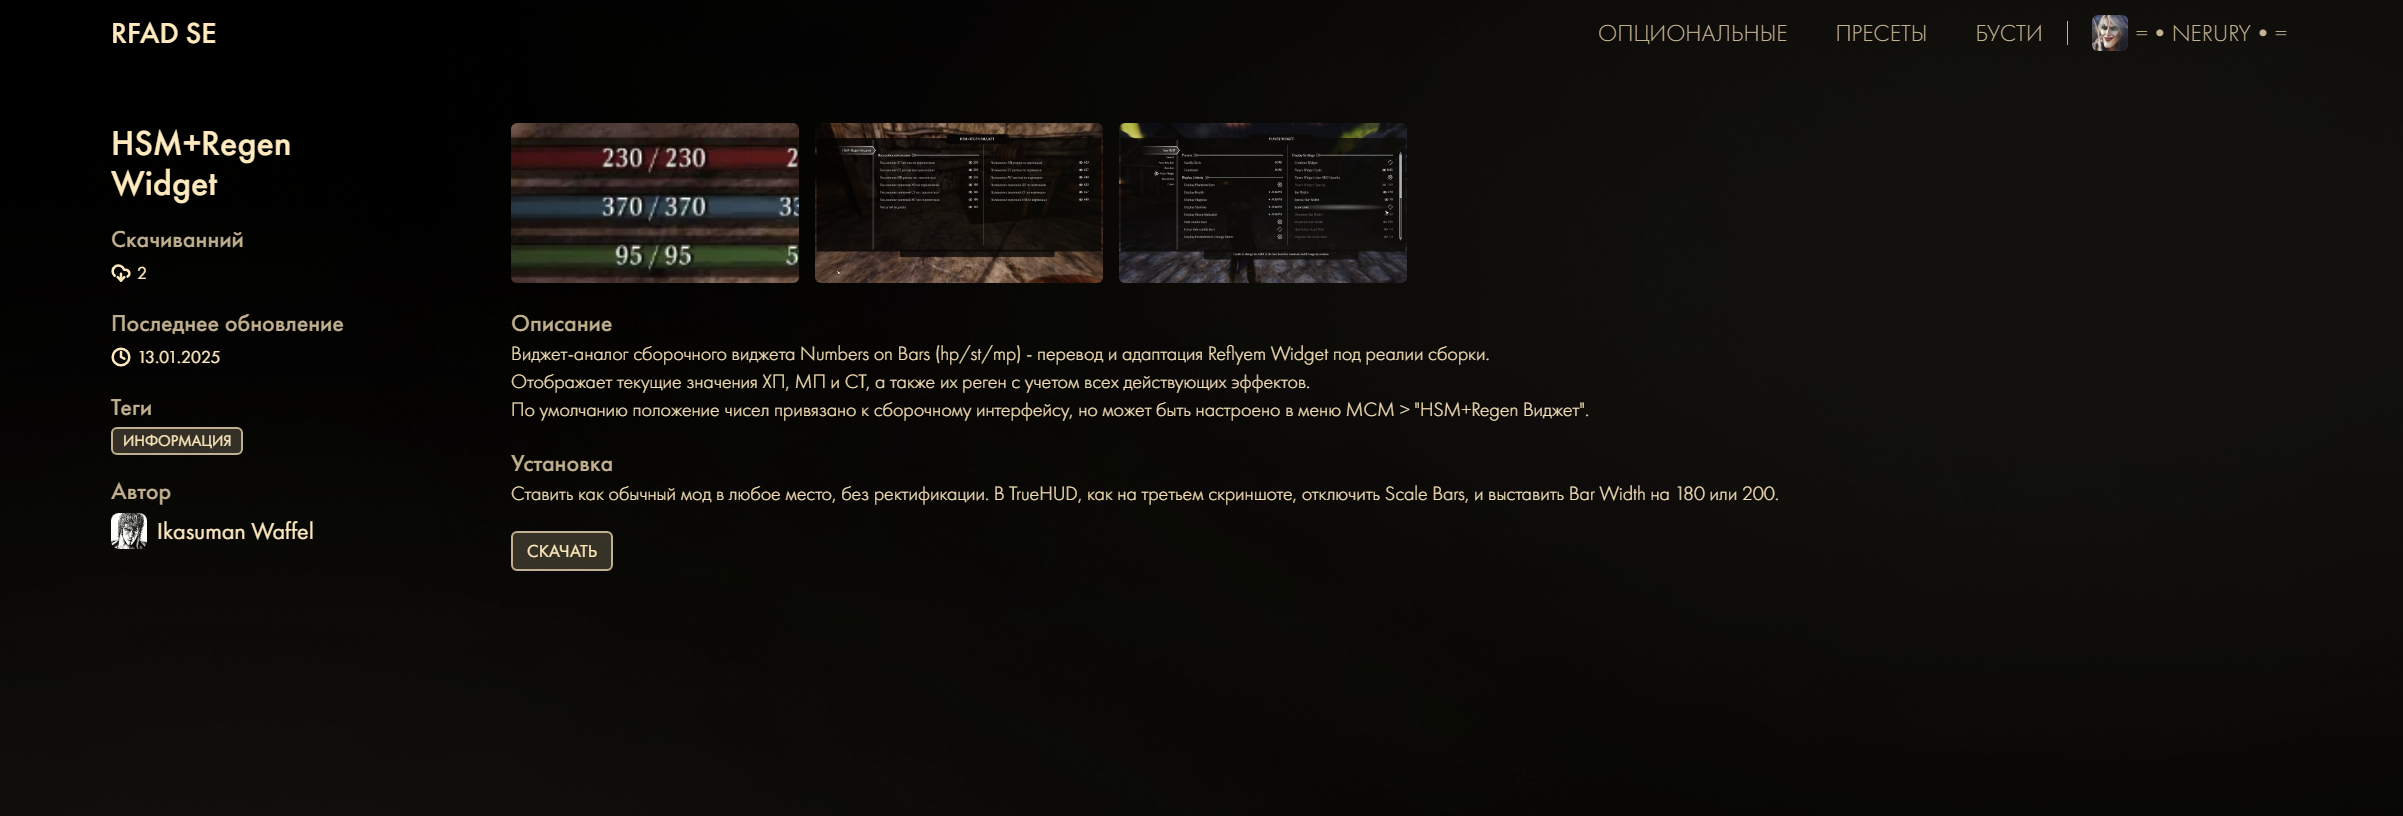 RFAD SE
ОПЦИОНАЛЬНЫЕ ПРЕСЕТЫ БУСТИ = • NERURY • =
HSM+Regen
Widget
Скачиванний
2
Последнее обновление
13.01.2025
Теги
ИНФОРМАЦИЯ
Автор
Ikasuman Waffel
230 / 230 2
370 / 370 33
95 / 95 5
Описание
Виджет-аналог сборочного виджета Numbers on Bars (hp/st/mp) - перевод и адаптация Reflyem Widget под реалии сборки.
Отображает текущие значения ХП, МП и СТ, а также их реген с учетом всех действующих эффектов.
По умолчанию положение чисел привязано к сборочному интерфейсу, но может быть настроено в меню MCM > "HSM+Regen Виджет".
Установка
Ставить как обычный мод в любое место, без ректификации. В TrueHUD, как на третьем скриншоте, отключить Scale Bars, и выставить Bar Width на 180 или 200.
СКАЧАТЬ